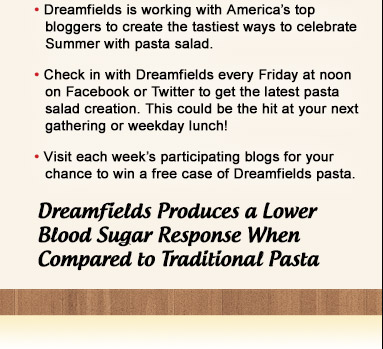 • Dreamfields is working with America's top
bloggers to create the tastiest ways to celebrate
Summer with pasta salad.
• Check in with Dreamfields every Friday at noon
on Facebook or Twitter to get the latest pasta
salad creation. This could be the hit at your next
gathering or weekday lunch!
• Visit each week's participating blogs for your
chance to win a free case of Dreamfields pasta.
Dreamfields Produces a Lower
Blood Sugar Response When
Compared to Traditional Pasta